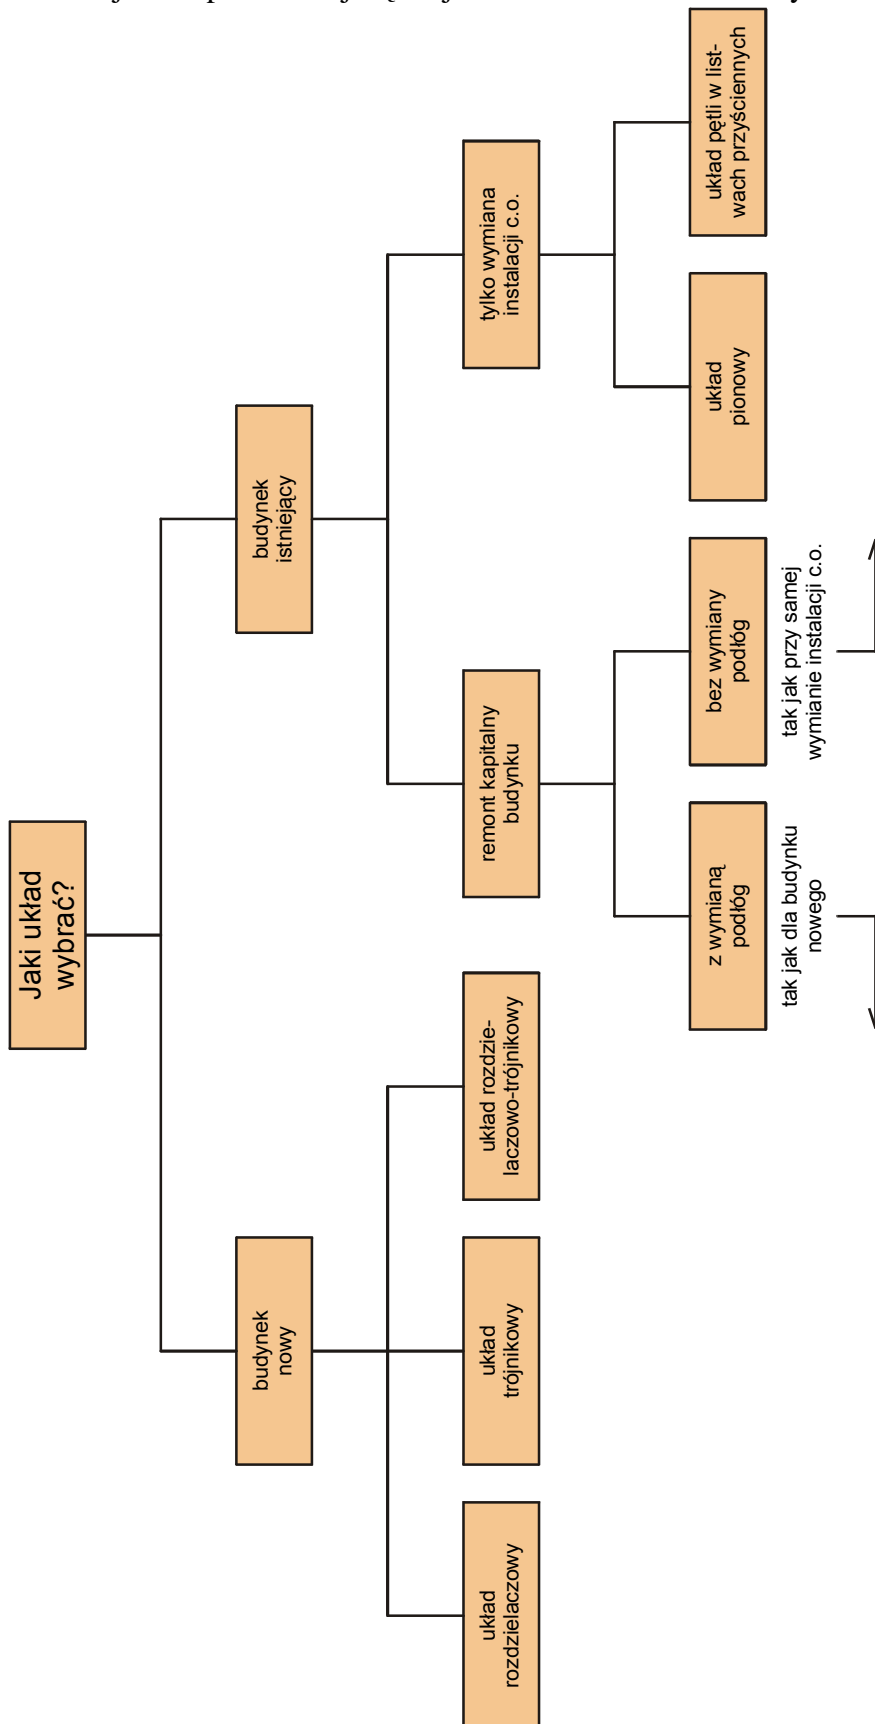 Jaki układ
wybrać?
budynek
nowy
budynek
istniejący
układ
rozdzielaczowy
układ
trójnikowy
układ rozdzie-
laczowo-trójnikowy
remont kapitalny
budynku
tylko wymiana
instalacji c.o.
z wymianą
podłóg
bez wymiany
podłóg
układ
pionowy
układ pętli w list-
wach przyściennych
tak jak dla budynku
nowego
tak jak przy samej
wymianie instalacji c.o.